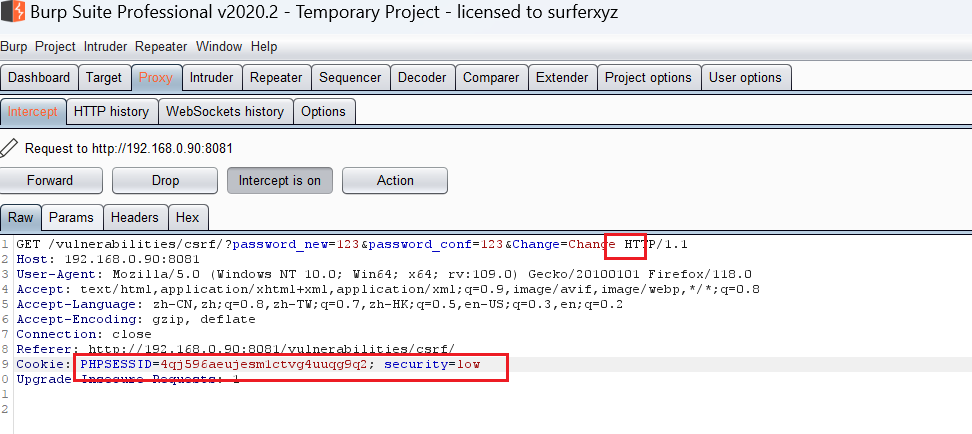 Burp Suite Professional v2020.2 - Temporary Project - licensed to surferxyz
Burp Project Intruder Repeater Window Help
Dashboard Target Proxy Intruder Repeater Sequencer Decoder Comparer Extender Project options User options
Intercept HTTP history WebSockets history Options
Request to http://192.168.0.90:8081
Forward Drop Intercept is on Action
Raw Params Headers Hex
1 GET /vulnerabilities/csrf/?password_new=123&password_conf=123&Change=Change HTTP/1.1
2 Host: 192.168.0.90:8081
3 User-Agent: Mozilla/5.0 (Windows NT 10.0; Win64; x64; rv:109.0) Gecko/20100101 Firefox/118.0
4 Accept: text/html,application/xhtml+xml,application/xml;q=0.9,image/avif,image/webp,*/*;q=0.8
5 Accept-Language: zh-CN,zh;q=0.8,zh-TW;q=0.7,zh-HK;q=0.5,en-US;q=0.3,en;q=0.2
6 Accept-Encoding: gzip, deflate
7 Connection: close
8 Referer: http://192.168.0.90:8081/vulnerabilities/csrf/
9 Cookie: PHPSESSID=4qj596aeujesm1ctvg4uuqg9q2; security=low
0 Upgrade-Insecure-Requests: 1
1
2